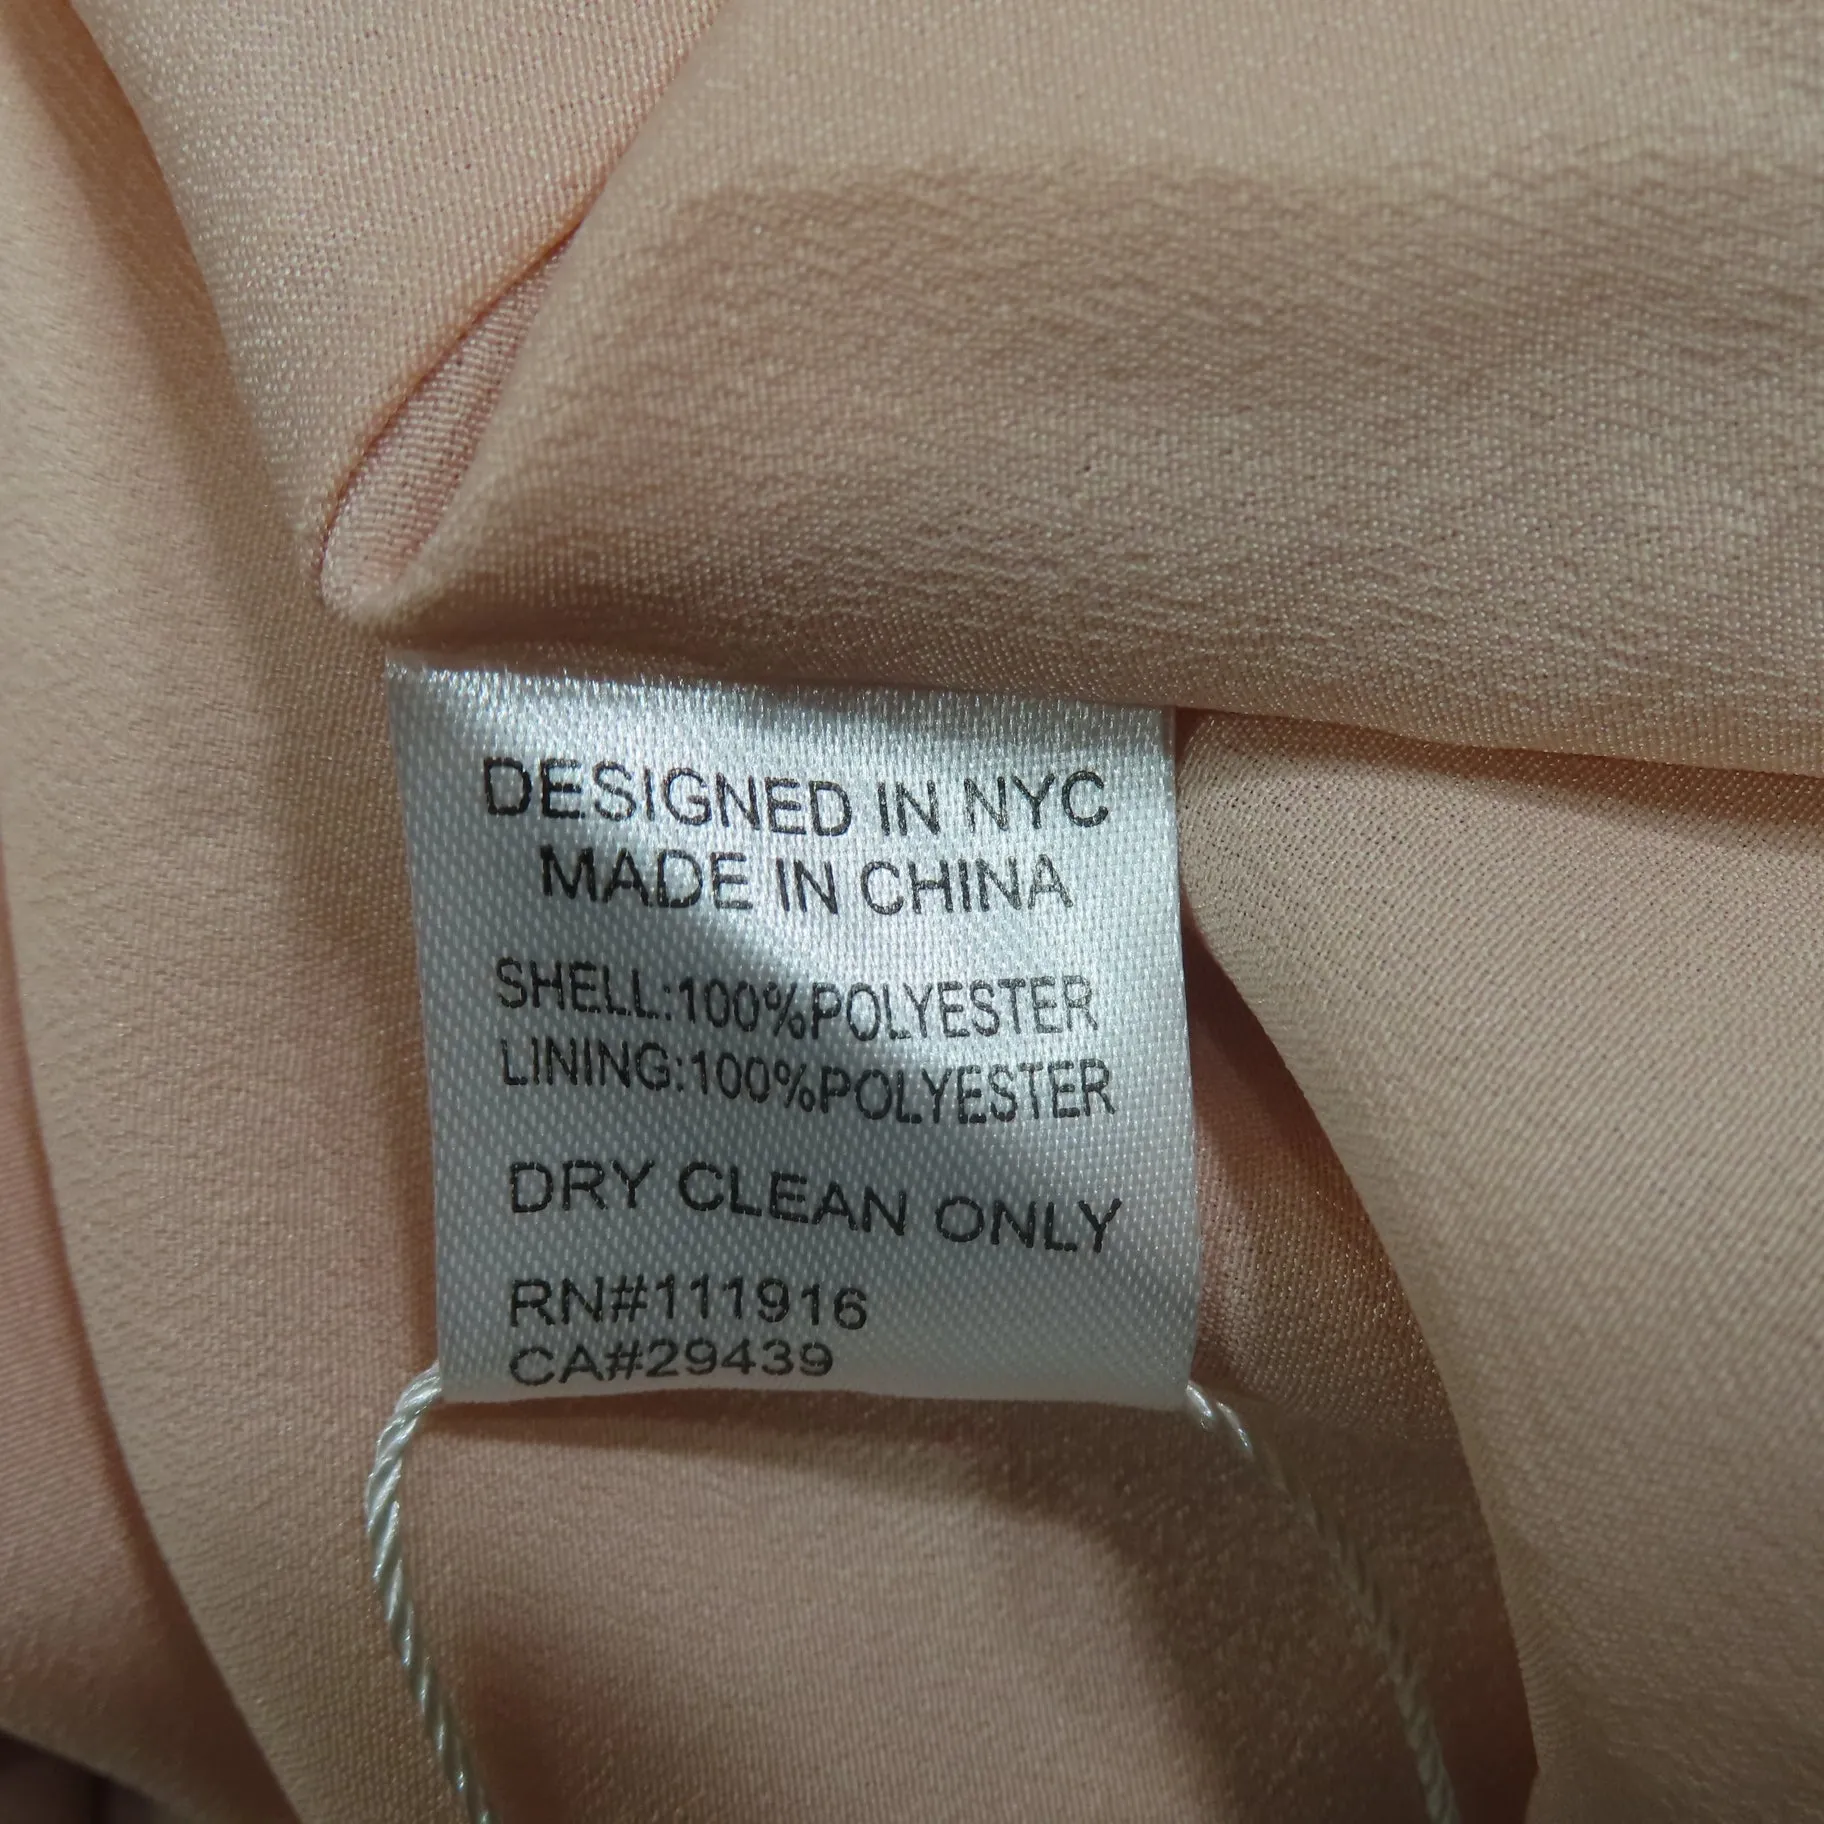 DESIGNED IN NYC
MADE IN CHINA
SHELL:100%POLYESTER
LINING:100%POLYESTER
DRY CLEAN ONLY
RN#111916
CA#29439